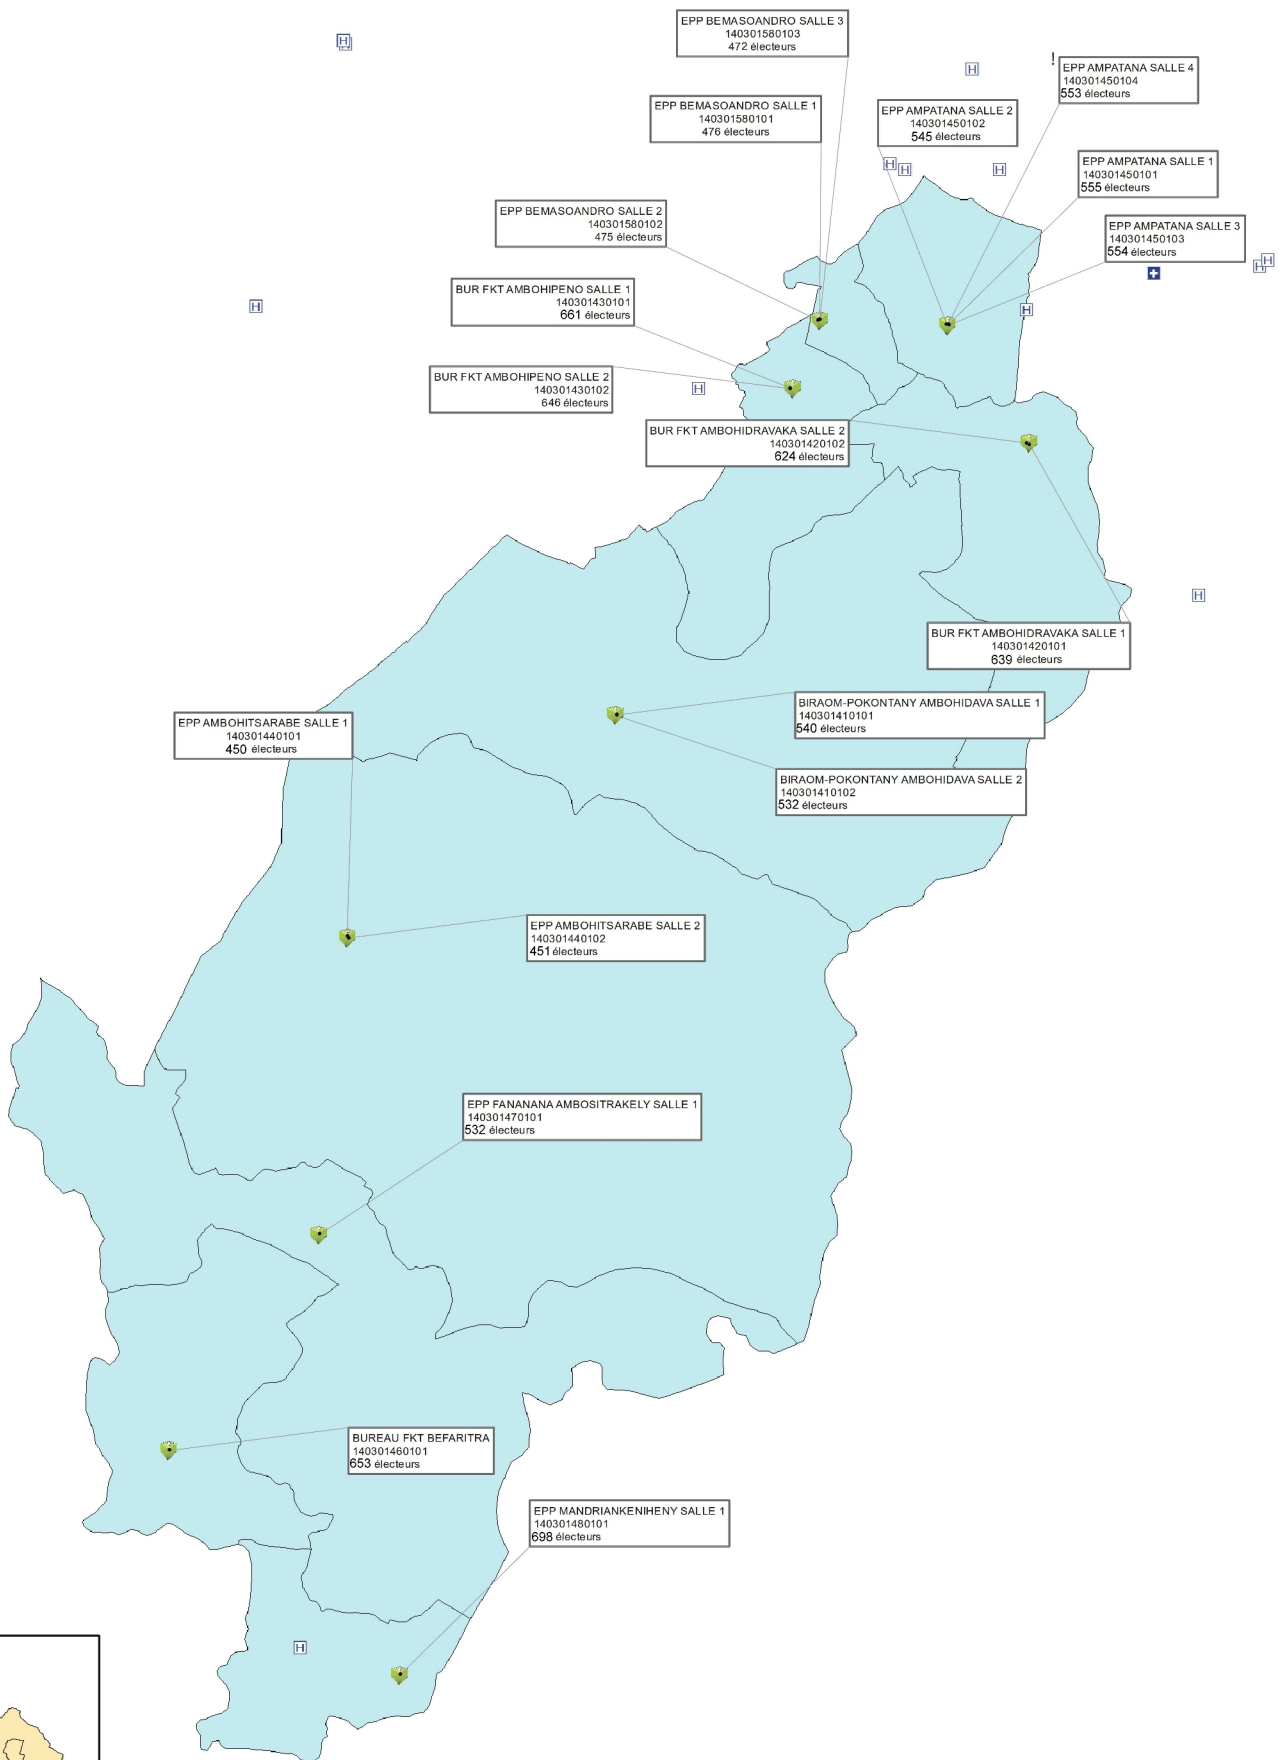 EPP BEMASOANDRO SALLE 3
140301580103
472 électeurs
EPP AMPATANA SALLE 4
140301450104
553 électeurs
!
EPP BEMASOANDRO SALLE 1
140301580101
476 électeurs
EPP AMPATANA SALLE 2
140301450102
545 électeurs
EPP AMPATANA SALLE 1
140301450101
555 électeurs
EPP BEMASOANDRO SALLE 2
140301580102
475 électeurs
EPP AMPATANA SALLE 3
140301450103
554 électeurs
BUR FKT AMBOHIPENO SALLE 1
140301430101
661 électeurs
BUR FKT AMBOHIPENO SALLE 2
140301430102
646 électeurs
BUR FKT AMBOHIDRAVAKA SALLE 2
140301420102
624 électeurs
BUR FKT AMBOHIDRAVAKA SALLE 1
140301420101
639 électeurs
BIRAOM-POKONTANY AMBOHIDAVA SALLE 1
140301410101
540 électeurs
EPP AMBOHITSARABE SALLE 1
140301440101
450 électeurs
BIRAOM-POKONTANY AMBOHIDAVA SALLE 2
140301410102
532 électeurs
EPP AMBOHITSARABE SALLE 2
140301440102
451 électeurs
EPP FANANANA AMBOSITRAKELY SALLE 1
140301470101
532 électeurs
BUREAU FKT BEFARITRA
140301460101
653 électeurs
EPP MANDRIANKENIHENY SALLE 1
140301480101
698 électeurs
H
H
H
H
H
H
H
H
H
H
H
H
H